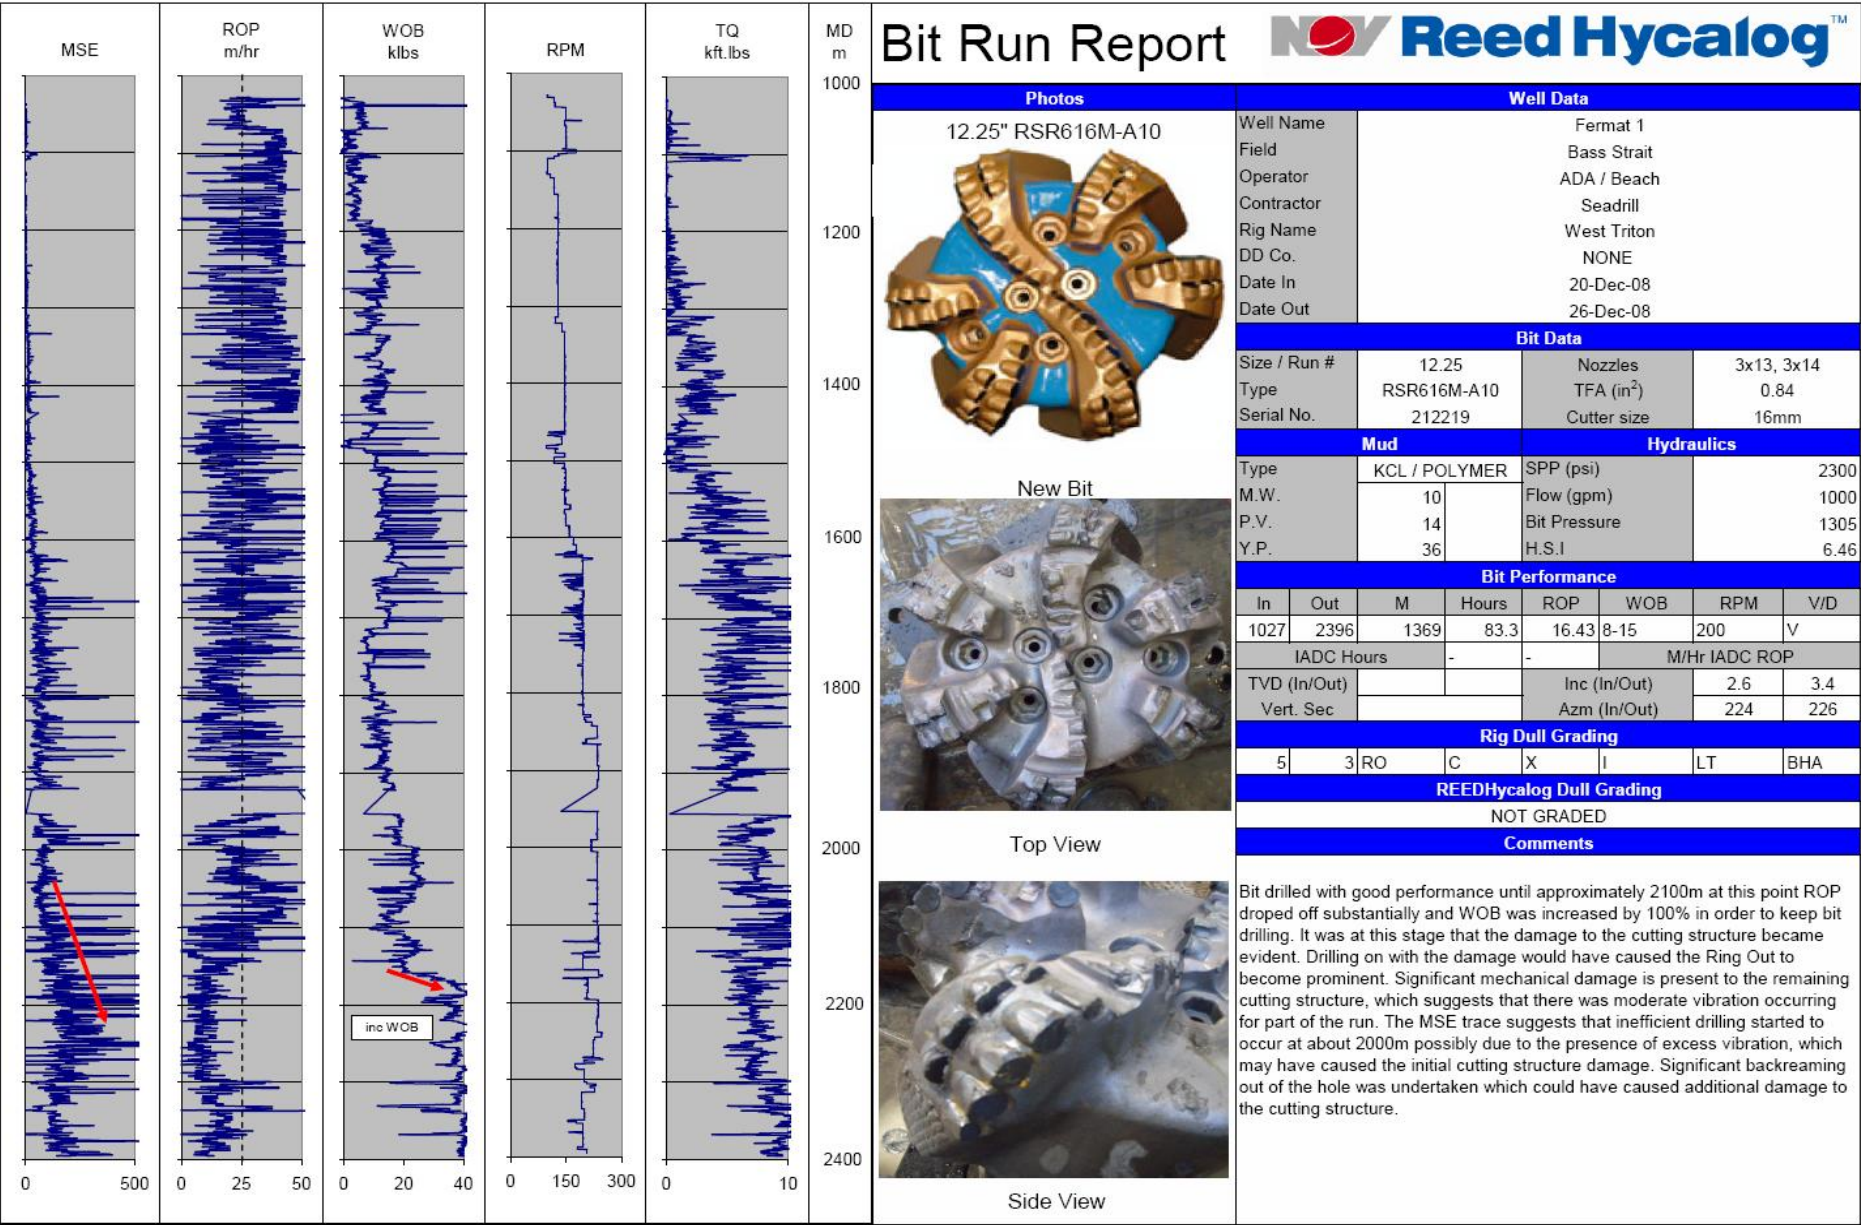 MSE
ROP
m/hr
WOB
klbs
RPM
TQ
kft.lbs
MD
m
1000
1200
1400
1600
1800
2000
2200
2400
inc WOB
0 500
0 25 50
0 20 40
0 150 300
0 10
Bit Run Report
NOV ReedHycalog™
Photos
12.25" RSR616M-A10
New Bit
Top View
Side View
Well Data
Well Name Fermat 1
Field Bass Strait
Operator ADA / Beach
Contractor Seadrill
Rig Name West Triton
DD Co. NONE
Date In 20-Dec-08
Date Out 26-Dec-08
Bit Data
Size / Run # 12.25 Nozzles 3x13, 3x14
Type RSR616M-A10 TFA (in²) 0.84
Serial No. 212219 Cutter size 16mm
Mud Hydraulics
Type KCL / POLYMER SPP (psi) 2300
M.W. 10 Flow (gpm) 1000
P.V. 14 Bit Pressure 1305
Y.P. 36 H.S.I 6.46
Bit Performance
In Out M Hours ROP WOB RPM V/D
1027 2396 1369 83.3 16.43 8-15 200 V
IADC Hours - - M/Hr IADC ROP
TVD (In/Out) Inc (In/Out) 2.6 3.4
Vert. Sec Azm (In/Out) 224 226
Rig Dull Grading
5 3 RO C X I LT BHA
REEDHycalog Dull Grading
NOT GRADED
Comments
Bit drilled with good performance until approximately 2100m at this point ROP
droped off substantially and WOB was increased by 100% in order to keep bit
drilling. It was at this stage that the damage to the cutting structure became
evident. Drilling on with the damage would have caused the Ring Out to
become prominent. Significant mechanical damage is present to the remaining
cutting structure, which suggests that there was moderate vibration occurring
for part of the run. The MSE trace suggests that inefficient drilling started to
occur at about 2000m possibly due to the presence of excess vibration, which
may have caused the initial cutting structure damage. Significant backreaming
out of the hole was undertaken which could have caused additional damage to
the cutting structure.